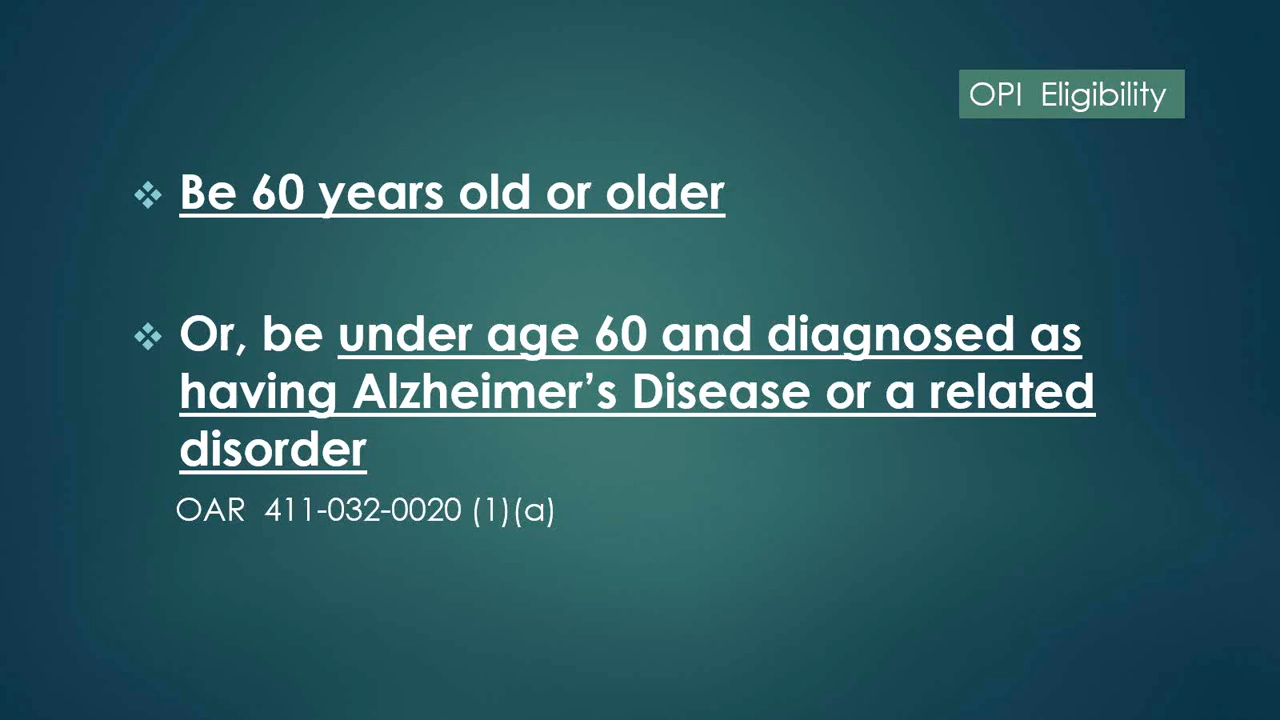 OPI Eligibility
❖ Be 60 years old or older
❖ Or, be under age 60 and diagnosed as
having Alzheimer’s Disease or a related
disorder
OAR 411-032-0020 (1)(a)